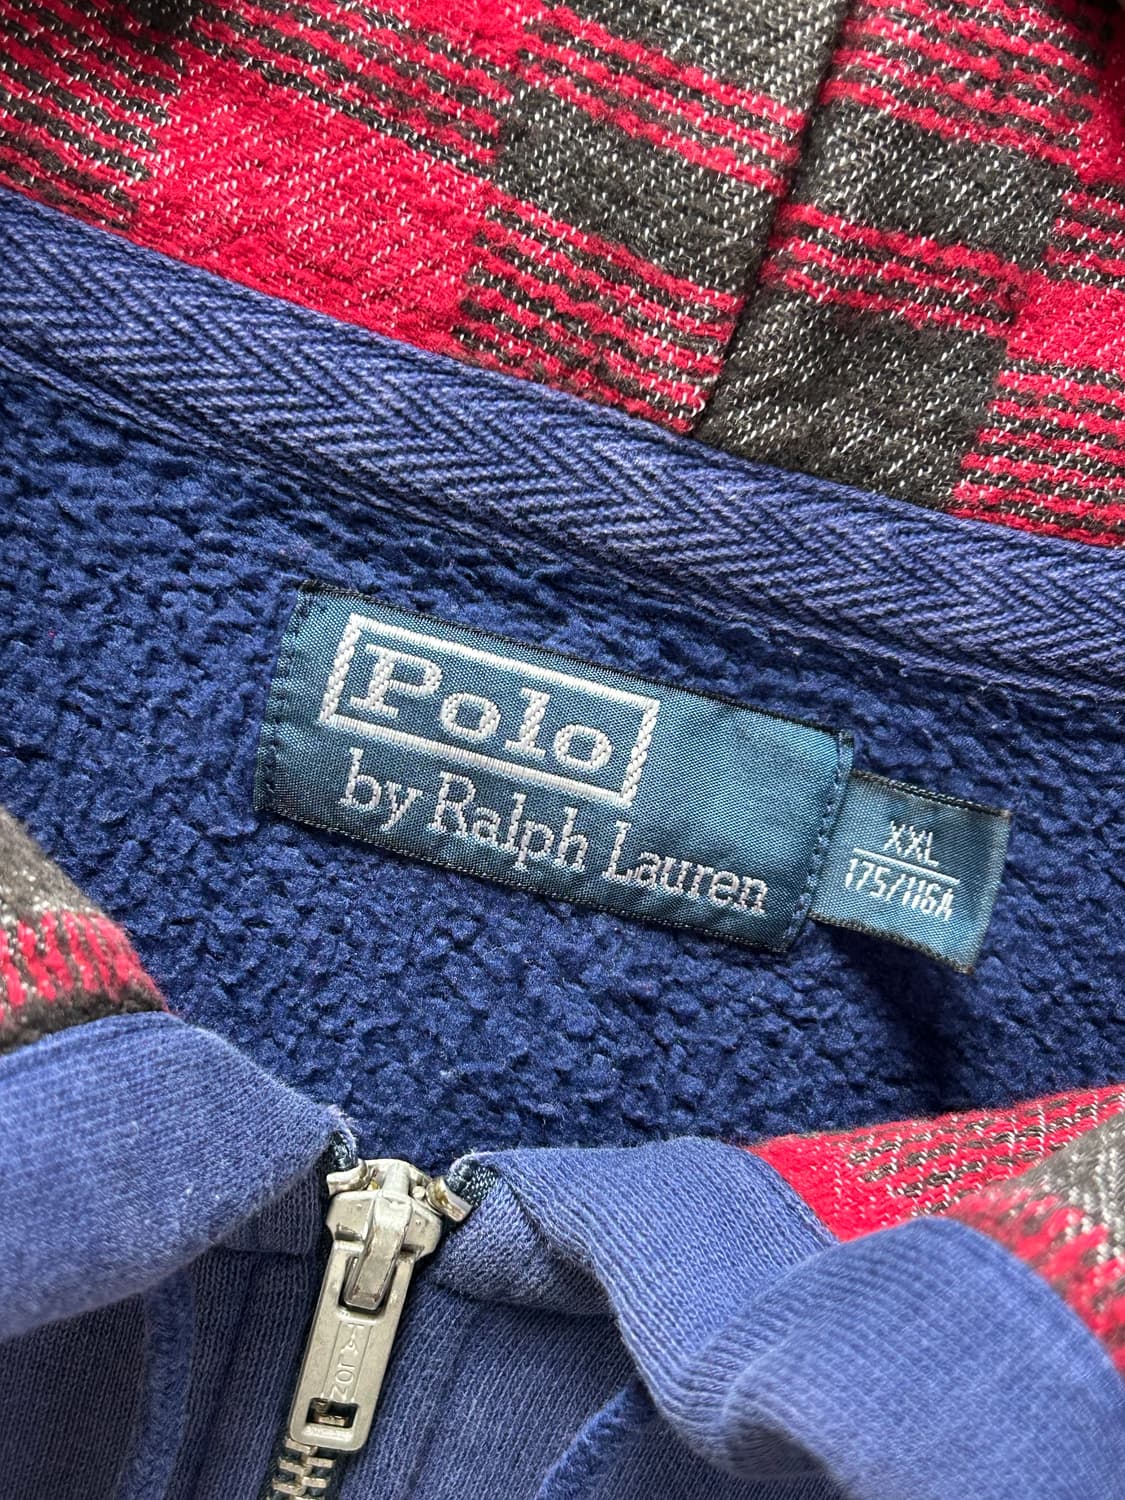 Polo
by Ralph Lauren
XXL
175/116A
TALON